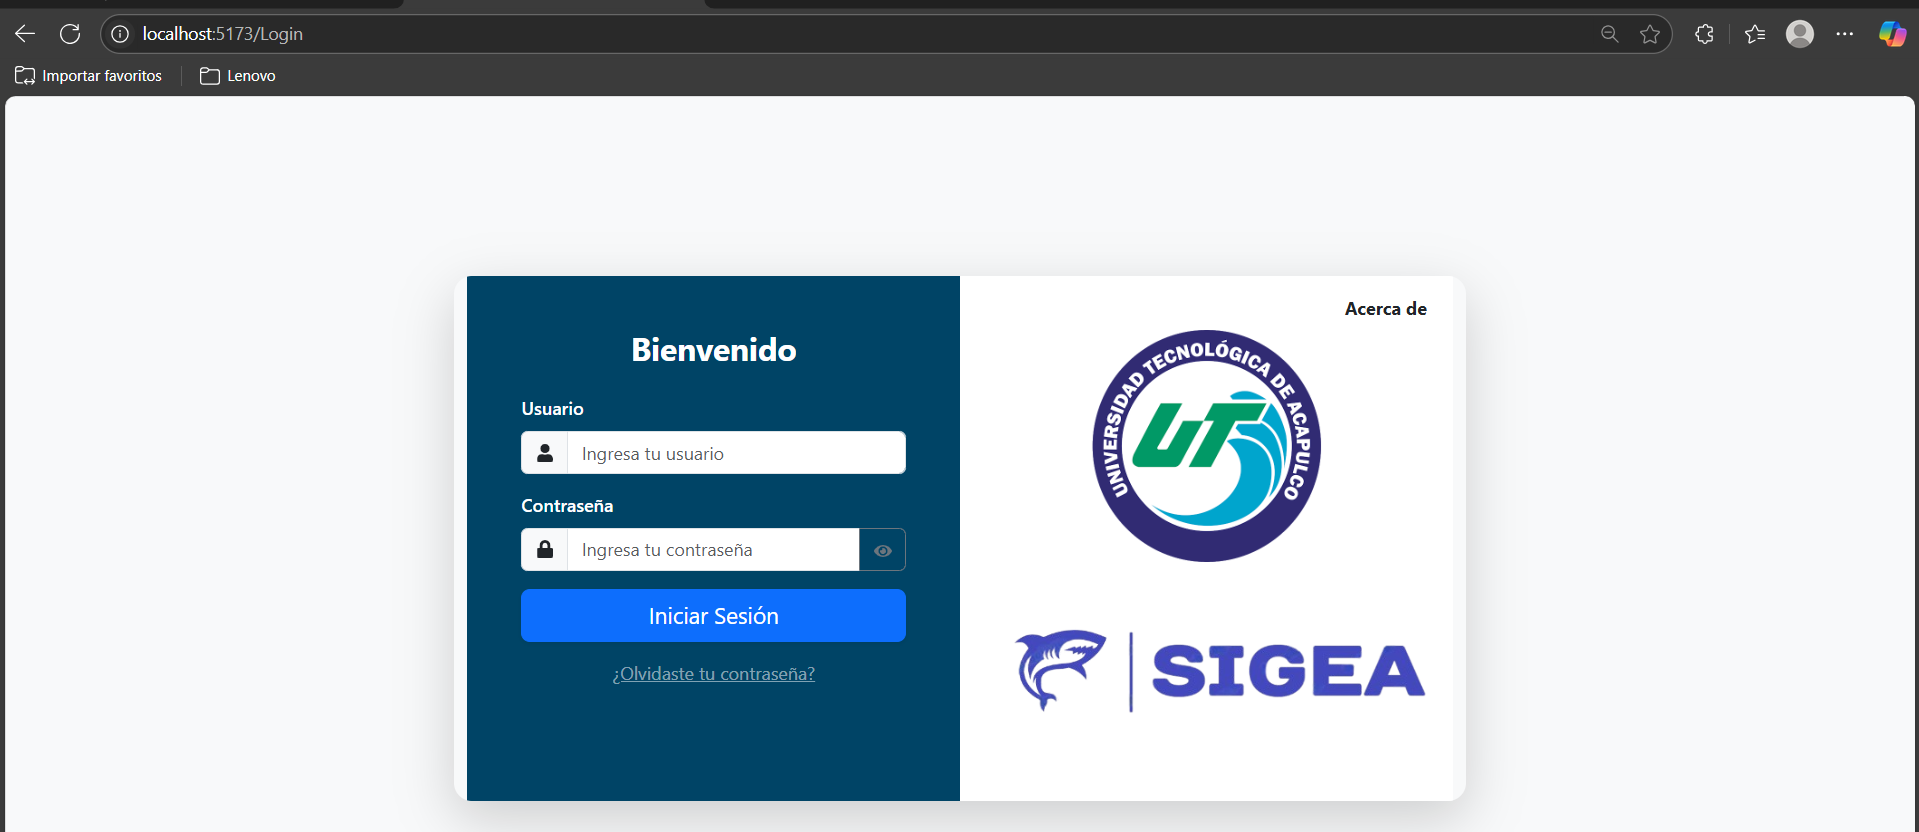 localhost:5173/Login
Importar favoritos
Lenovo
Acerca de
Bienvenido
UNIVERSIDAD TECNOLÓGICA DE ACAPULCO
UT
Usuario
Ingresa tu usuario
Contraseña
Ingresa tu contraseña
Iniciar Sesión
SIGEA
¿Olvidaste tu contraseña?